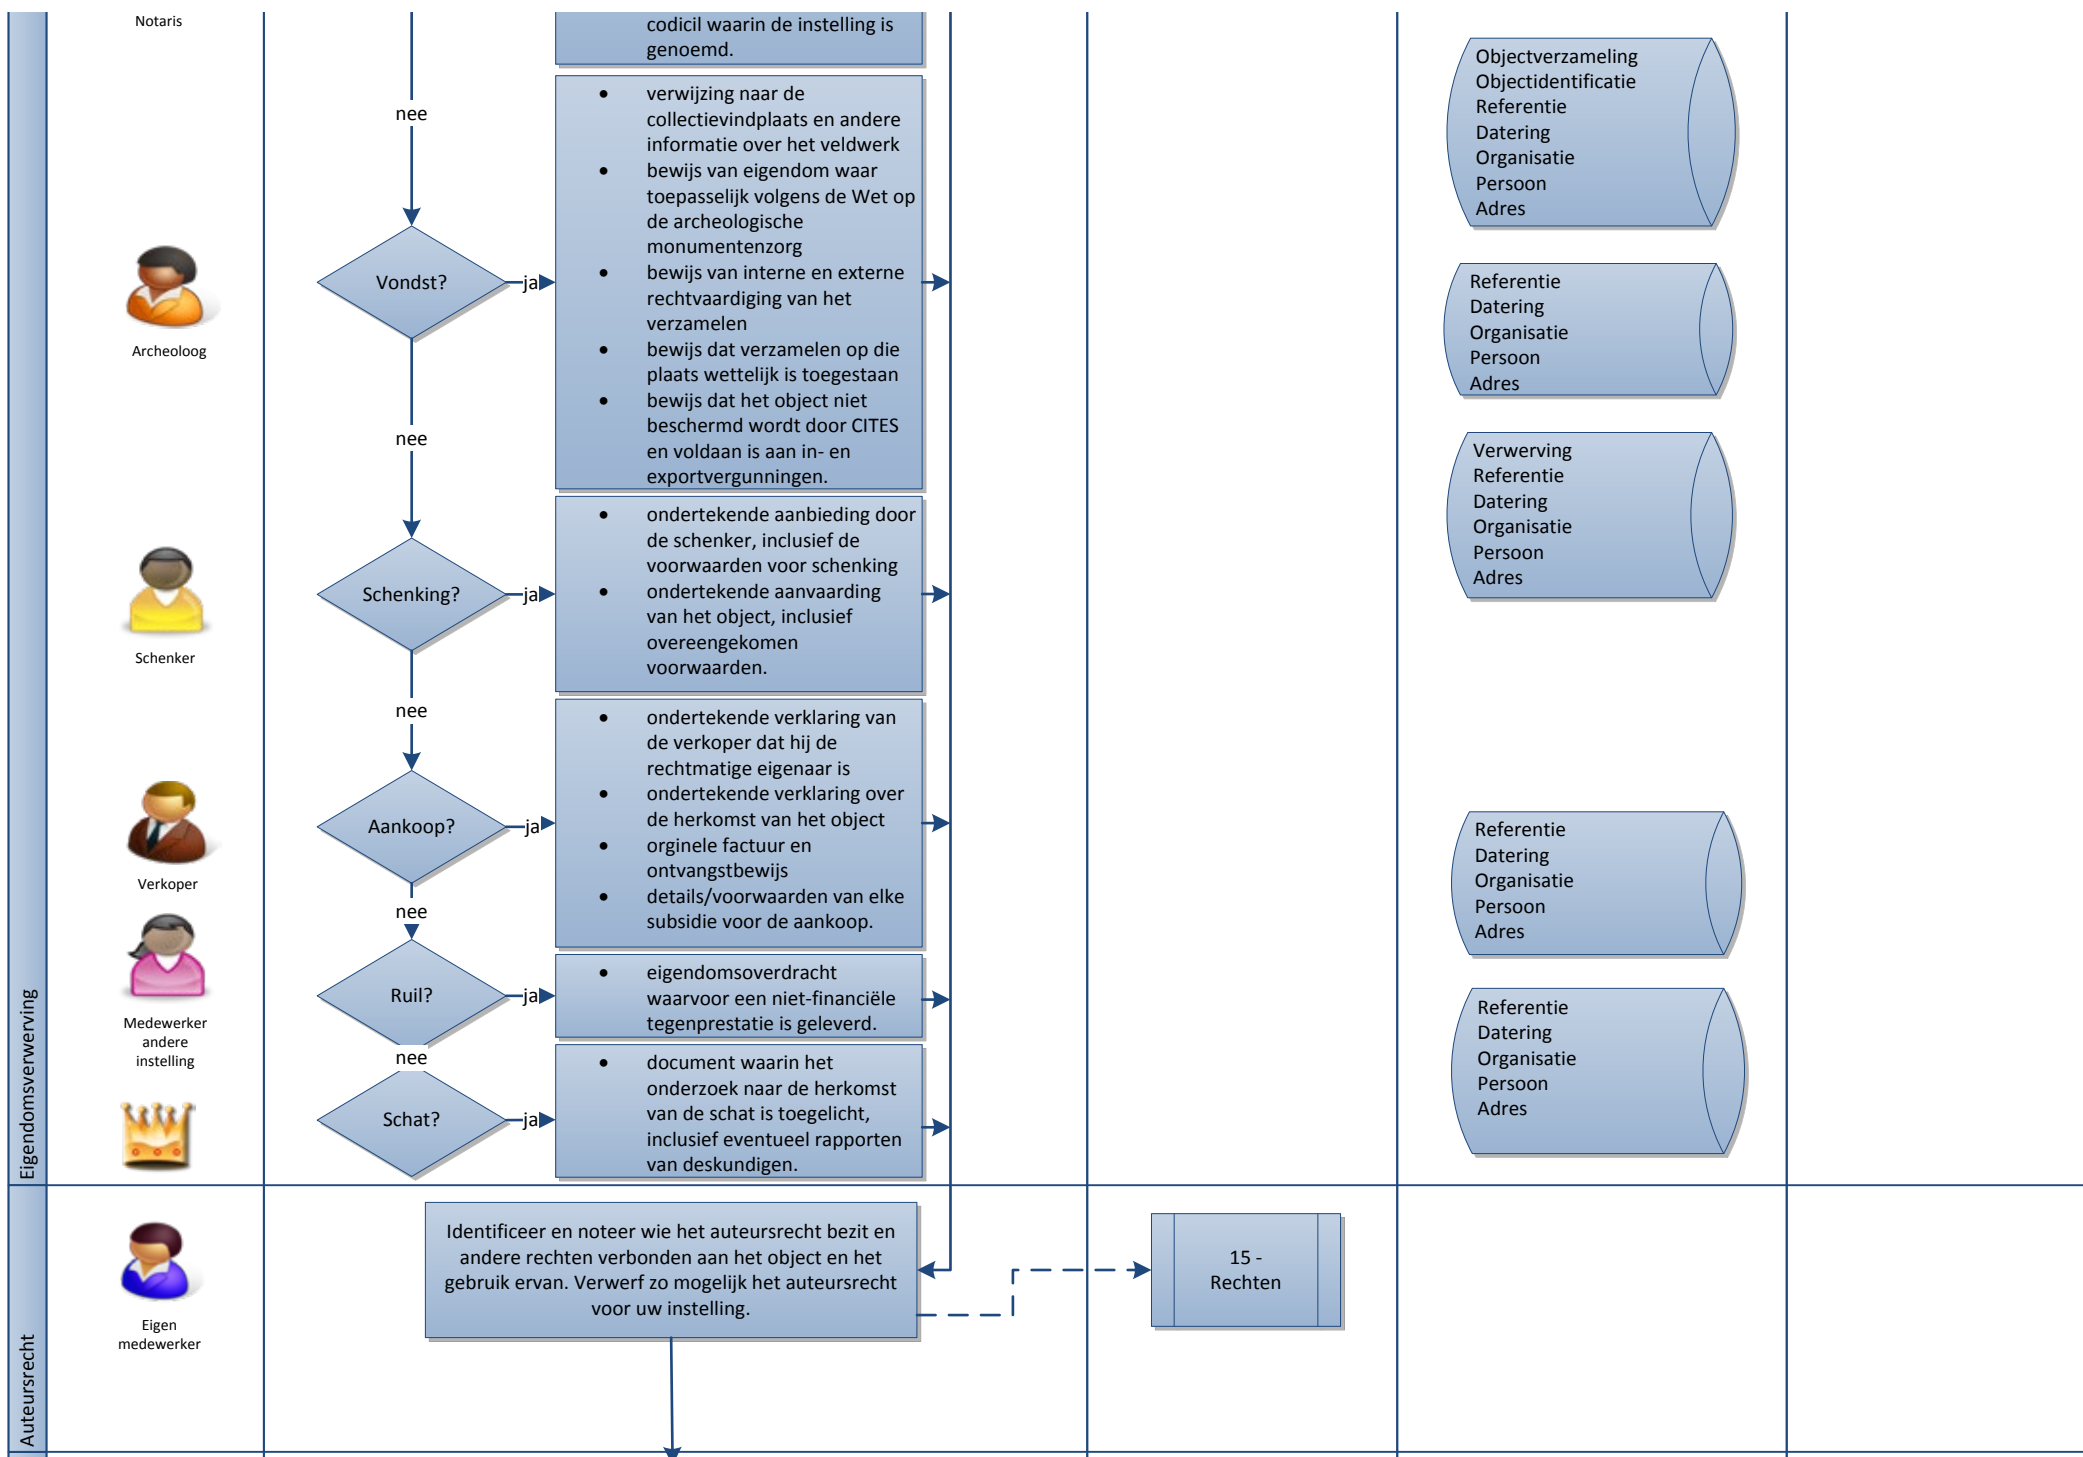 Notaris
codicil waarin de instelling is
genoemd.
nee
• verwijzing naar de
collectievindplaats en andere
informatie over het veldwerk
• bewijs van eigendom waar
toepasselijk volgens de Wet op
de archeologische
monumentenzorg
• bewijs van interne en externe
rechtvaardiging van het
verzamelen
• bewijs dat verzamelen op die
plaats wettelijk is toegestaan
• bewijs dat het object niet
beschermd wordt door CITES
en voldaan is aan in- en
exportvergunningen.
Vondst?
ja
Archeoloog
nee
• ondertekende aanbieding door
de schenker, inclusief de
voorwaarden voor schenking
• ondertekende aanvaarding
van het object, inclusief
overeengekomen
voorwaarden.
Schenking?
ja
Schenker
nee
• ondertekende verklaring van
de verkoper dat hij de
rechtmatige eigenaar is
• ondertekende verklaring over
de herkomst van het object
• orginele factuur en
ontvangstbewijs
• details/voorwaarden van elke
subsidie voor de aankoop.
Aankoop?
ja
Verkoper
nee
Ruil?
ja
• eigendomsoverdracht
waarvoor een niet-financiële
tegenprestatie is geleverd.
Medewerker
andere
instelling
nee
Schat?
ja
• document waarin het
onderzoek naar de herkomst
van de schat is toegelicht,
inclusief eventueel rapporten
van deskundigen.
Eigendomsverwerving
Objectverzameling
Objectidentificatie
Referentie
Datering
Organisatie
Persoon
Adres
Referentie
Datering
Organisatie
Persoon
Adres
Verwerving
Referentie
Datering
Organisatie
Persoon
Adres
Referentie
Datering
Organisatie
Persoon
Adres
Referentie
Datering
Organisatie
Persoon
Adres
Auteursrecht
Eigen
medewerker
Identificeer en noteer wie het auteursrecht bezit en
andere rechten verbonden aan het object en het
gebruik ervan. Verwerf zo mogelijk het auteursrecht
voor uw instelling.
15 -
Rechten